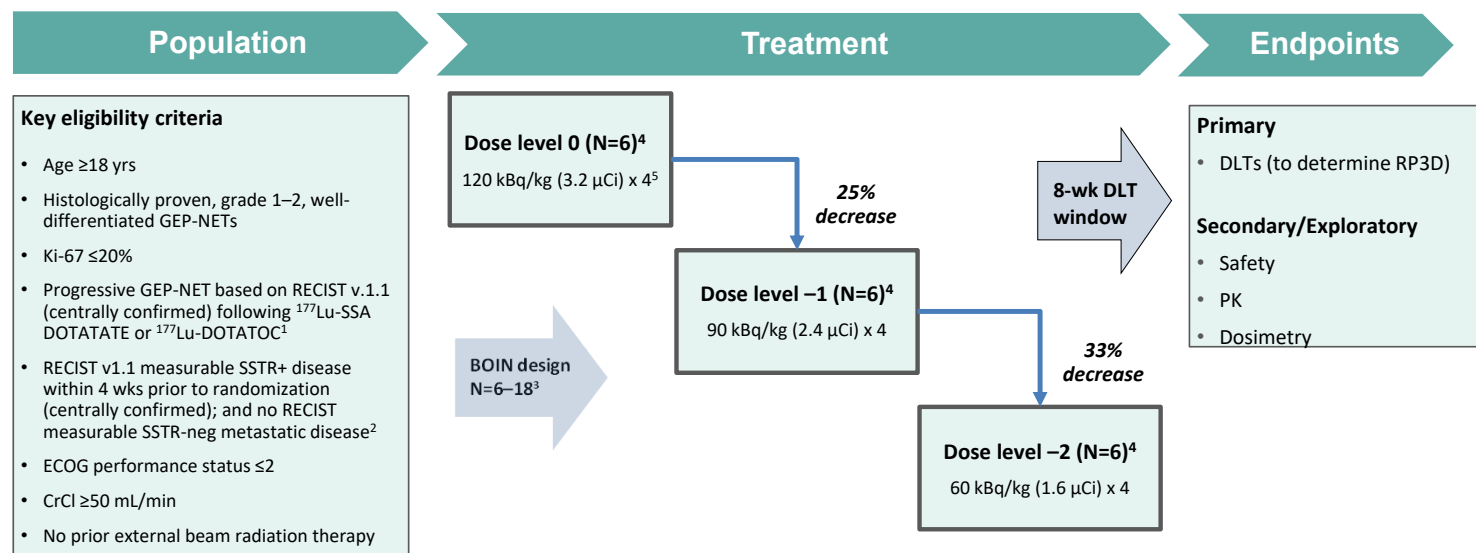 Population
Treatment
Endpoints
Key eligibility criteria
• Age ≥18 yrs
• Histologically proven, grade 1–2, well-
differentiated GEP-NETs
• Ki-67 ≤20%
• Progressive GEP-NET based on RECIST v.1.1
(centrally confirmed) following ¹⁷⁷Lu-SSA
DOTATATE or ¹⁷⁷Lu-DOTATOC¹
• RECIST v1.1 measurable SSTR+ disease
within 4 wks prior to randomization
(centrally confirmed); and no RECIST
measurable SSTR-neg metastatic disease²
• ECOG performance status ≤2
• CrCl ≥50 mL/min
• No prior external beam radiation therapy
BOIN design
N=6–18³
Dose level 0 (N=6)⁴
120 kBq/kg (3.2 µCi) x 4⁵
25%
decrease
Dose level –1 (N=6)⁴
90 kBq/kg (2.4 µCi) x 4
33%
decrease
Dose level –2 (N=6)⁴
60 kBq/kg (1.6 µCi) x 4
8-wk DLT
window
Primary
• DLTs (to determine RP3D)
Secondary/Exploratory
• Safety
• PK
• Dosimetry